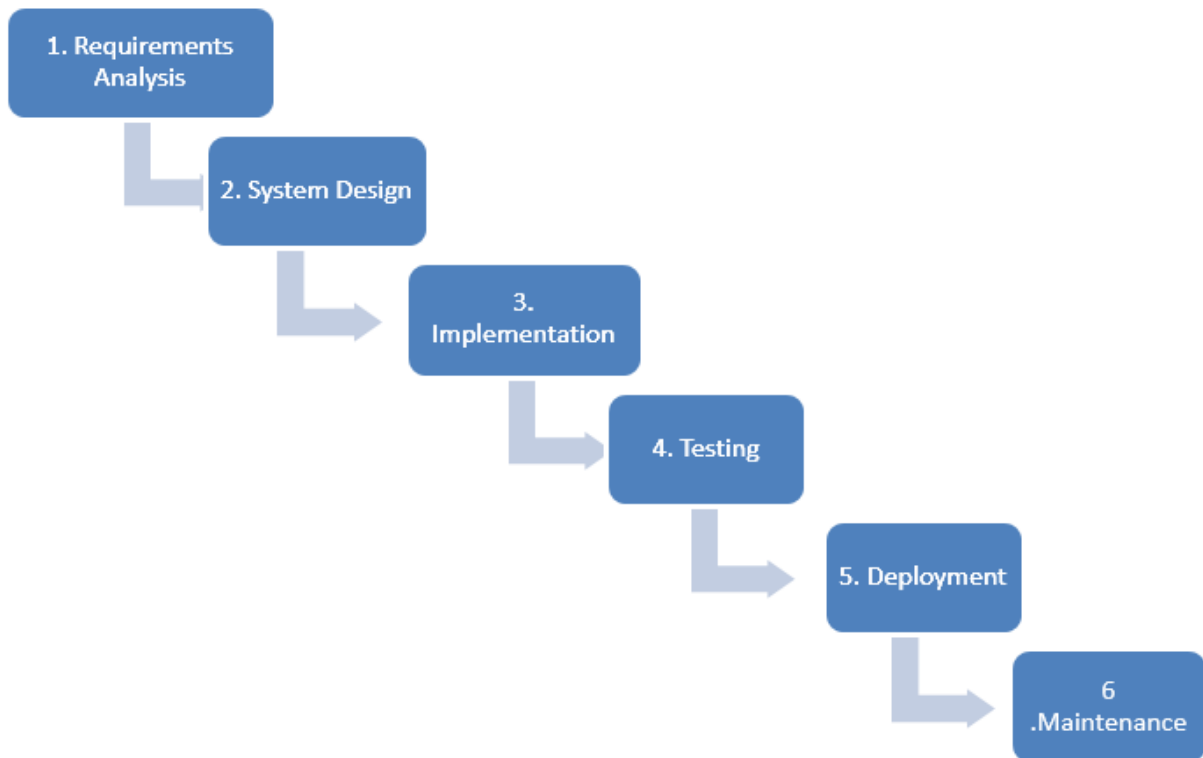 1. Requirements
Analysis
2. System Design
3.
Implementation
4. Testing
5. Deployment
6
.Maintenance